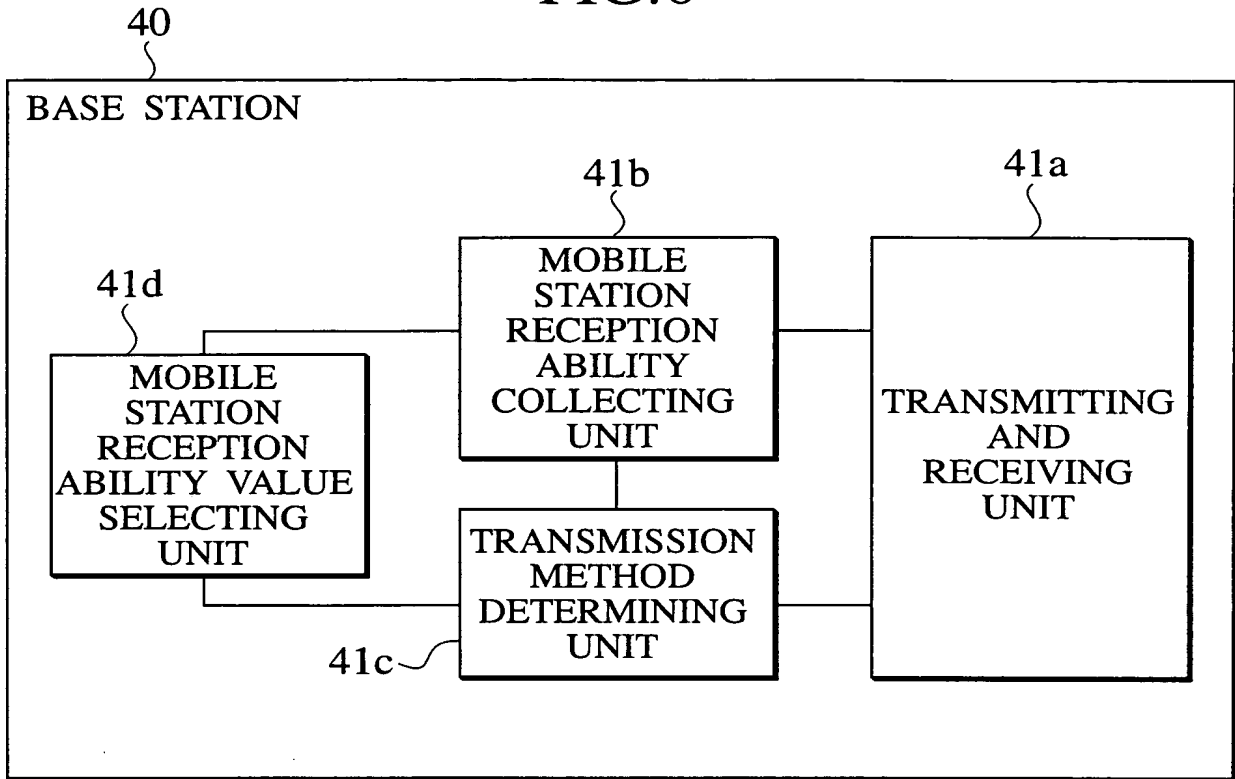 40
BASE STATION
41b
41a
41d
MOBILE
STATION
RECEPTION
ABILITY
COLLECTING
UNIT
MOBILE
STATION
RECEPTION
ABILITY VALUE
SELECTING
UNIT
TRANSMITTING
AND
RECEIVING
UNIT
TRANSMISSION
METHOD
DETERMINING
UNIT
41c